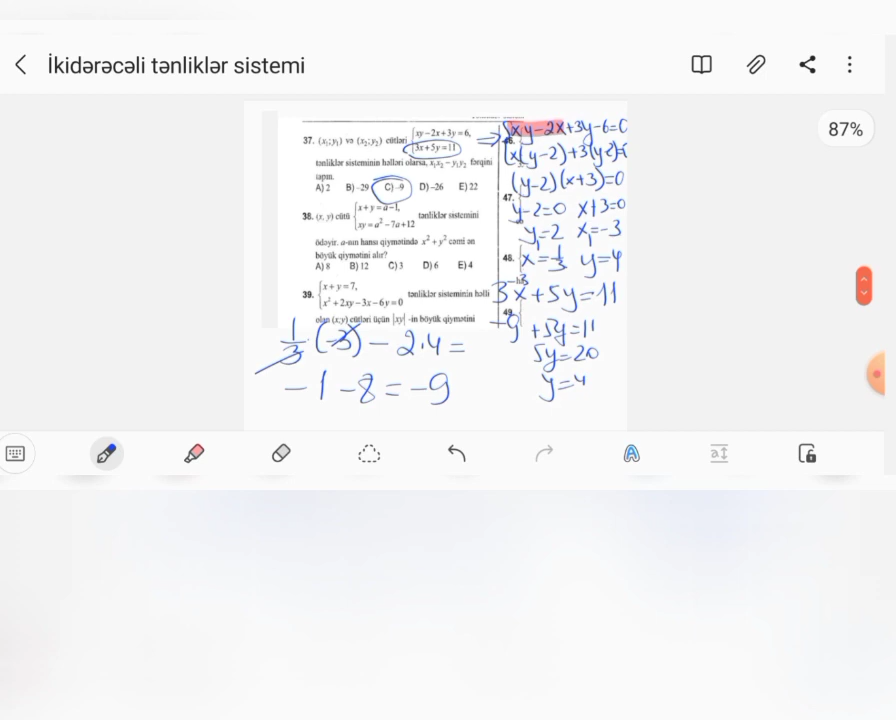 İkidərəcəli tənliklər sistemi
87%
37. (x₁;y₁) və (x₂;y₂) cütləri { xy−2x+3y=6, 3x+5y=11
tənliklər sisteminin həlləri olarsa, x₁x₂ − y₁y₂ fərqini
tapın.
A) 2 B) −29 C) −9 D) −26 E) 22
38. (x, y) cütü { x+y=a−1, xy=a²−7a+12 tənliklər sistemini
ödəyir. a-nın hansı qiymətində x²+y² cəmi ən
böyük qiymətini alır?
A) 8 B) 12 C) 3 D) 6 E) 4
39. { x+y=7, x²+2xy−3x−6y=0 tənliklər sisteminin həlli
olan (x;y) cütləri üçün |xy| -in böyük qiymətini
1/3·(−3) − 2·4 =
−1 −8 = −9
⇒ xy−2x+3y−6=0
x(y−2)+3(y−2)=0
(y−2)(x+3)=0
47.
y−2=0 x+3=0
y₁=2 x₁=−3
48.
x=1/3 y=4
3x+5y=11
49.
−9 +5y=11
5y=20
y=4